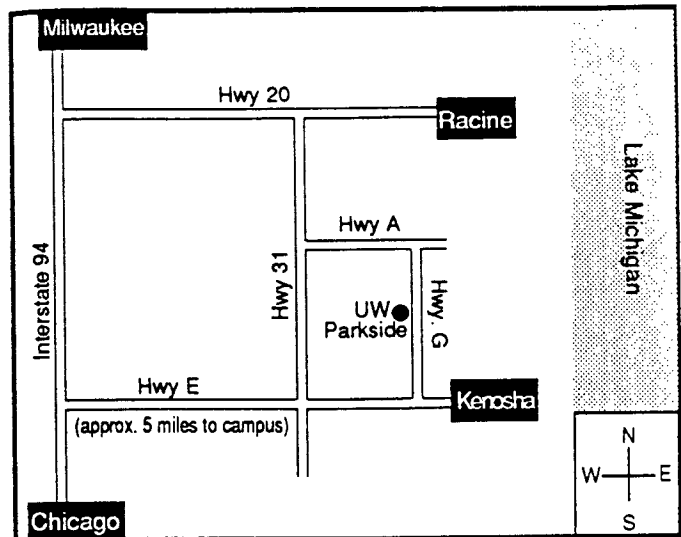 Milwaukee
Hwy 20
Racine
Lake Michigan
Hwy A
Interstate 94
Hwy 31
Hwy. G
UW
Parkside
Hwy E
Kenosha
(approx. 5 miles to campus)
N
W E
S
Chicago